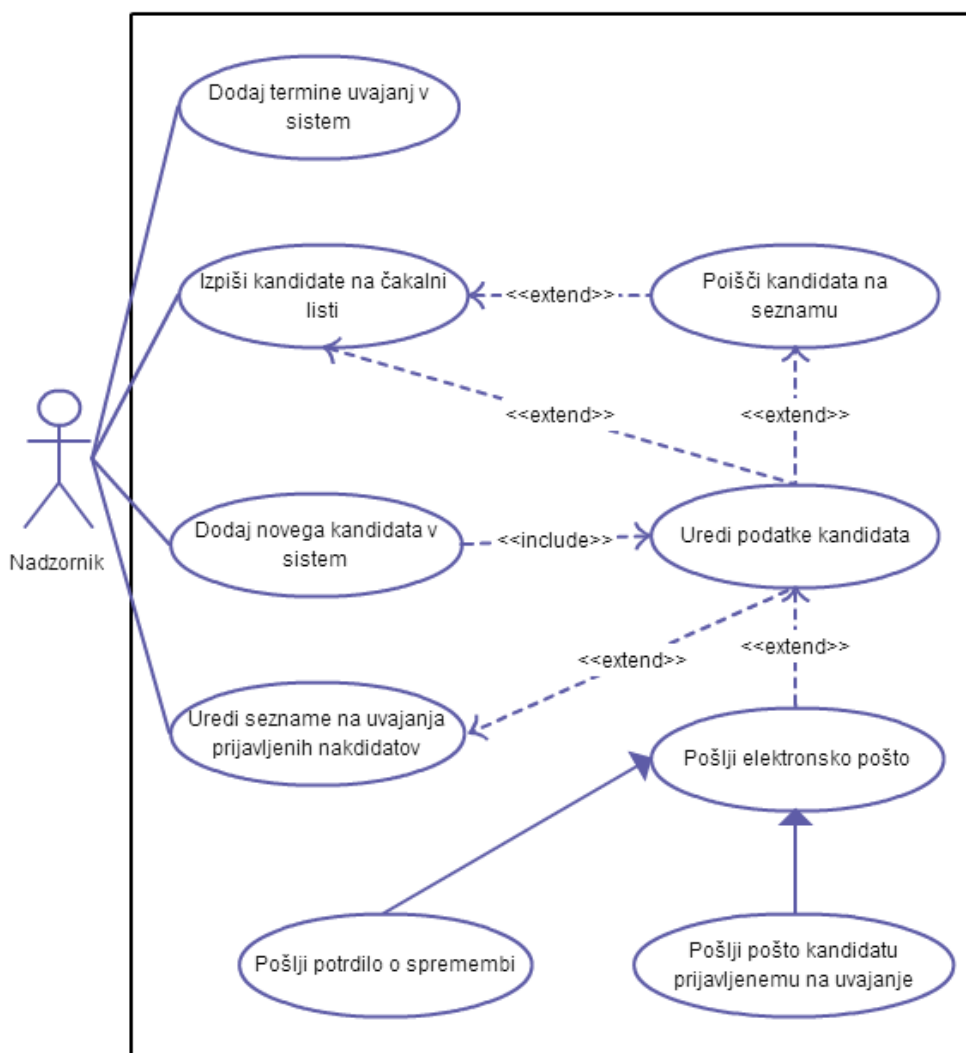 Dodaj termine uvajanj v
sistem
Izpiši kandidate na čakalni
listi
<<extend>>
Poišči kandidata na
seznamu
<<extend>>
<<extend>>
Nadzornik
Dodaj novega kandidata v
sistem
<<include>>
Uredi podatke kandidata
<<extend>>
<<extend>>
Uredi sezname na uvajanja
prijavljenih nakdidatov
Pošlji elektronsko pošto
Pošlji potrdilo o spremembi
Pošlji pošto kandidatu
prijavljenemu na uvajanje